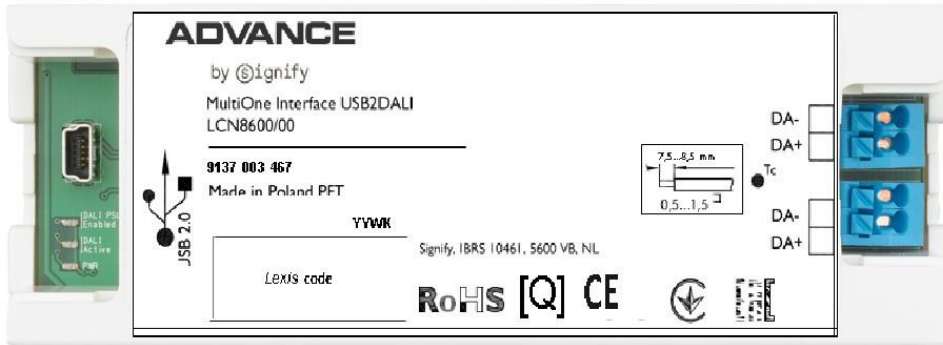 ADVANCE
by Signify
MultiOne Interface USB2DALI
LCN8600/00
9137 003 467
Made in Poland PFT
YYWK
JSB 2.0
Lexis code
DALI PSU
Enabled
DALI
Active
PWR
7,5...8,5 mm
0,5...1,5
Tc
DA-
DA+
DA-
DA+
Signify, IBRS 10461, 5600 VB, NL
RoHS [Q] CE